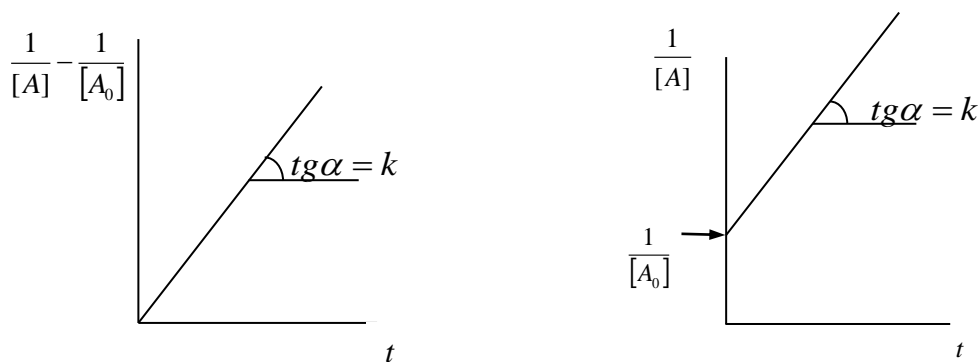 1/[A] − 1/[A₀]
tgα = k
t
1/[A]
tgα = k
1/[A₀]
t